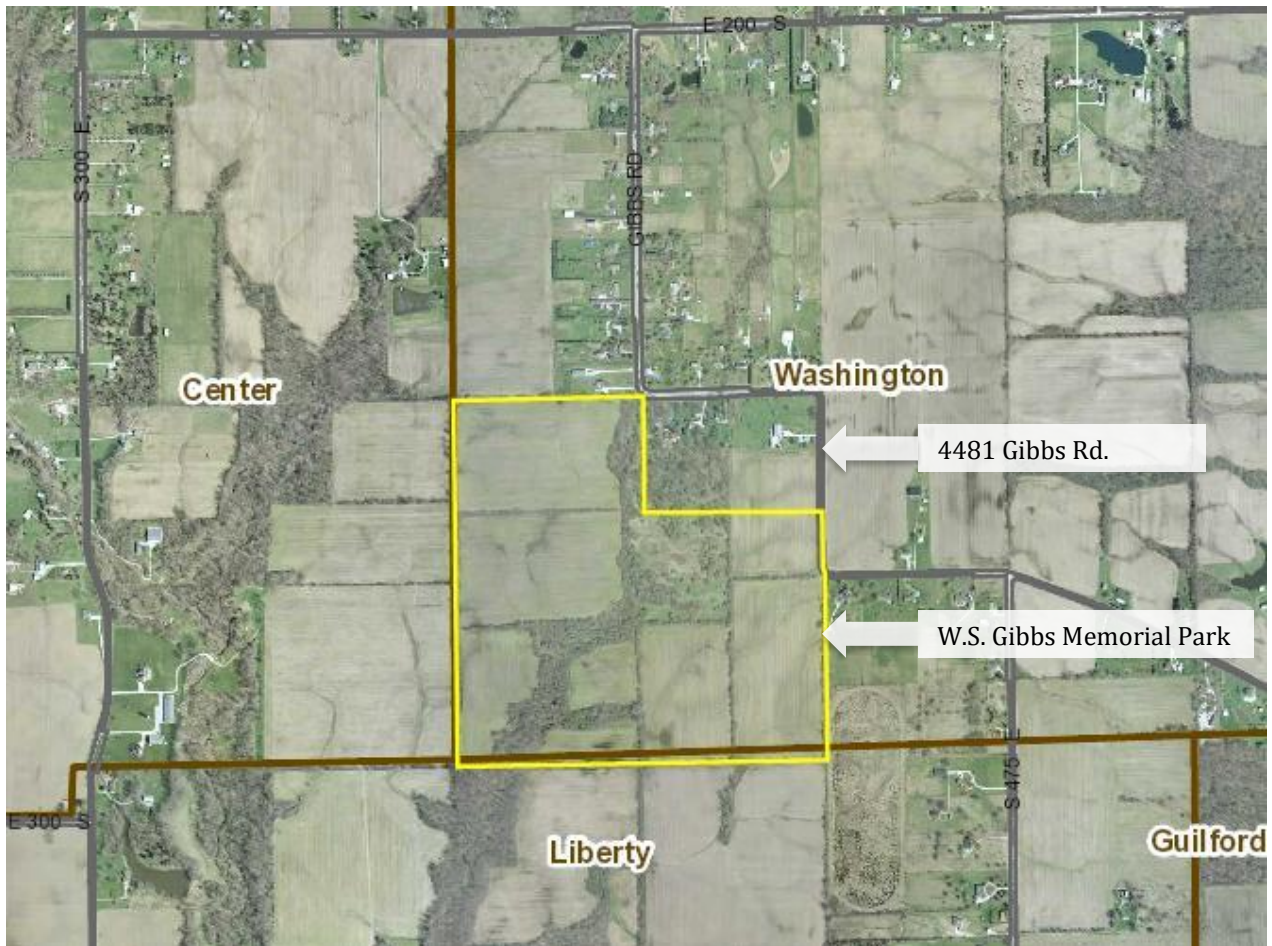 E 200 S
S 300 E
GIBBS RD
Center
Washington
4481 Gibbs Rd.
W.S. Gibbs Memorial Park
S 475 E
E 300 S
Liberty
Guilford